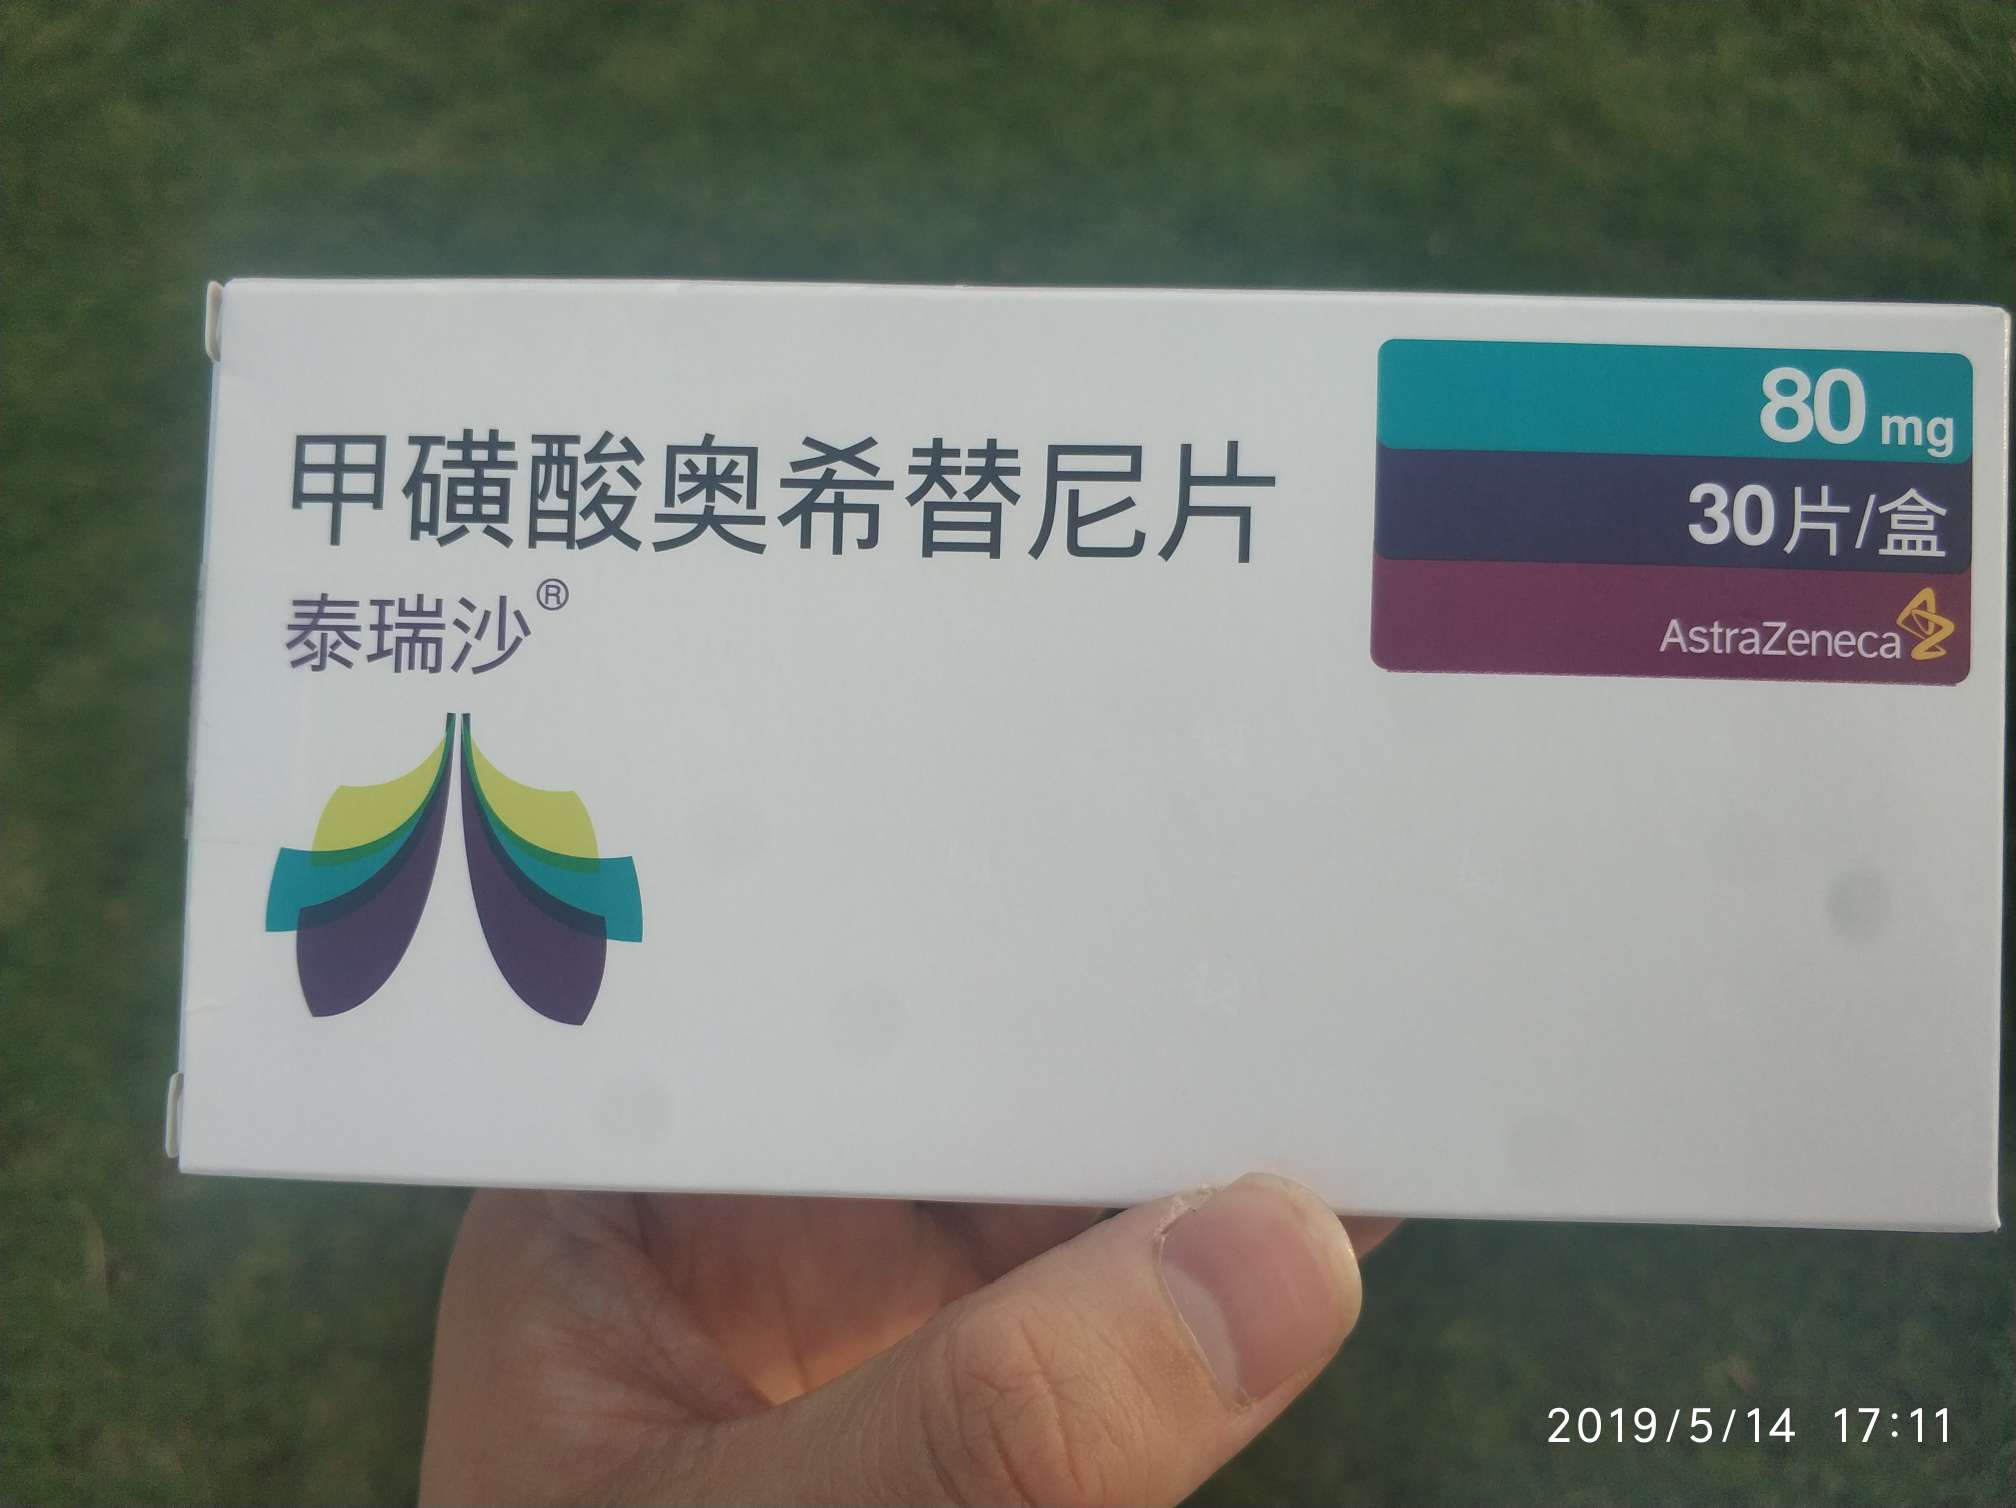 甲磺酸奥希替尼片
泰瑞沙®
80 mg
30片/盒
AstraZeneca
2019/5/14 17:11